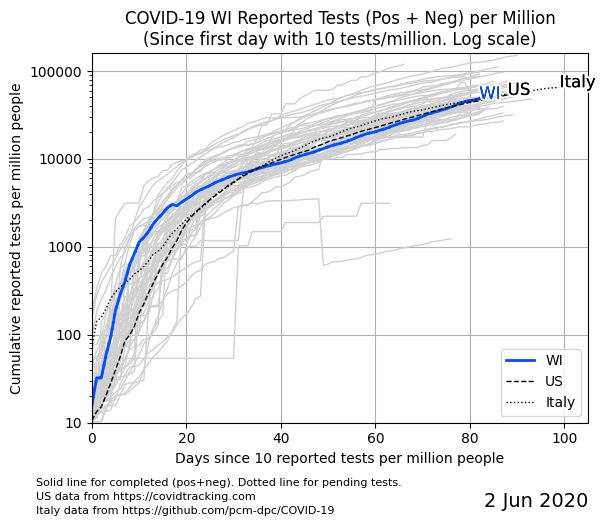 COVID-19 WI Reported Tests (Pos + Neg) per Million
(Since first day with 10 tests/million. Log scale)
Cumulative reported tests per million people
100000
10000
1000
100
10
WI
US
Italy
WI
US
Italy
0
20
40
60
80
100
Days since 10 reported tests per million people
Solid line for completed (pos+neg). Dotted line for pending tests.
US data from https://covidtracking.com
Italy data from https://github.com/pcm-dpc/COVID-19
2 Jun 2020